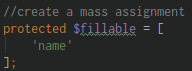 //create a mass assignment
protected $fillable = [
'name'
];